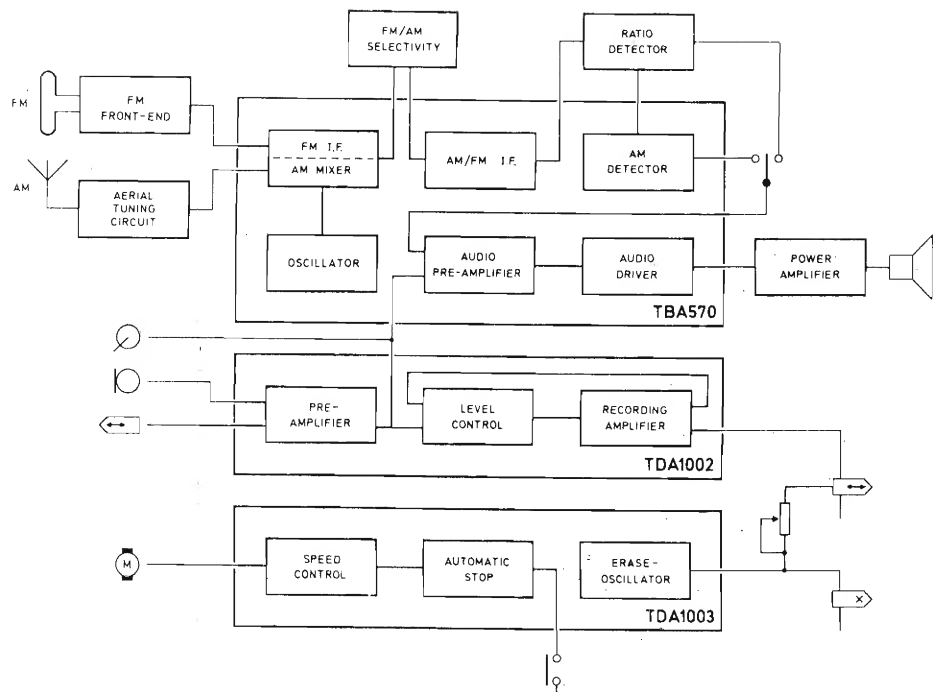 FM/AM
SELECTIVITY
RATIO
DETECTOR
FM
FM
FRONT-END
FM I.F.
AM MIXER
AM/FM I.F.
AM
DETECTOR
AM
AERIAL
TUNING
CIRCUIT
OSCILLATOR
AUDIO
PRE-AMPLIFIER
AUDIO
DRIVER
POWER
AMPLIFIER
TBA570
PRE-
AMPLIFIER
LEVEL
CONTROL
RECORDING
AMPLIFIER
TDA1002
M
SPEED
CONTROL
AUTOMATIC
STOP
ERASE-
OSCILLATOR
TDA1003
x